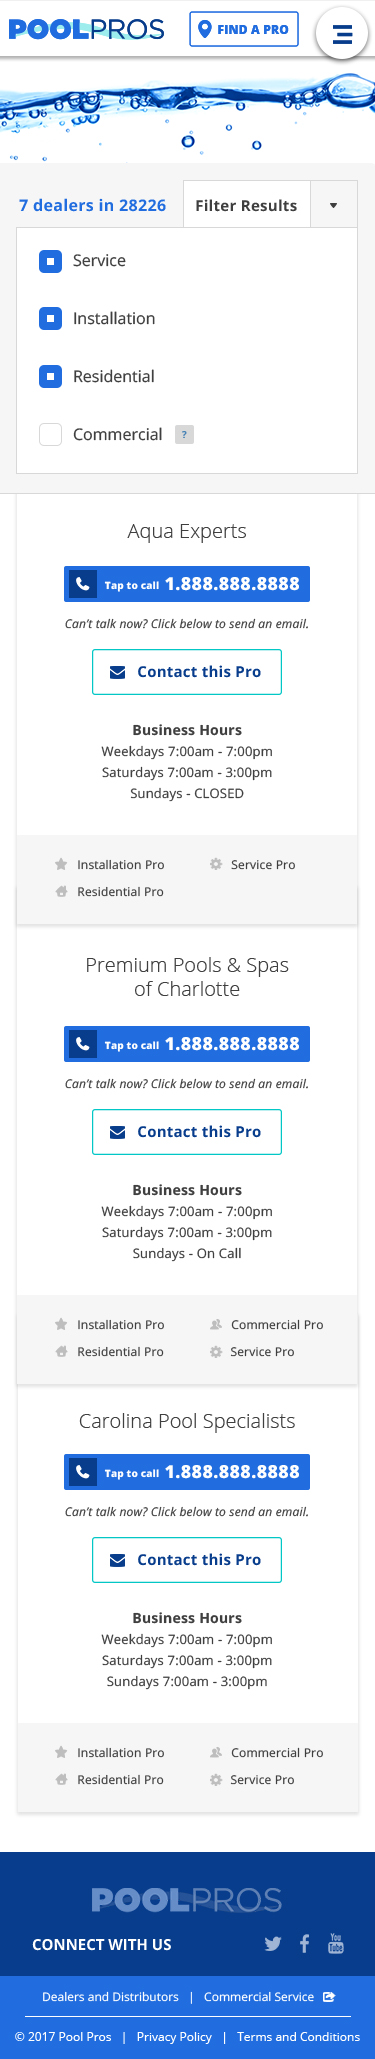 POOLPROS FIND A PRO
7 dealers in 28226 Filter Results
Service
Installation
Residential
Commercial ?
Aqua Experts
Tap to call 1.888.888.8888
Can't talk now? Click below to send an email.
Contact this Pro
Business Hours
Weekdays 7:00am - 7:00pm
Saturdays 7:00am - 3:00pm
Sundays - CLOSED
Installation Pro Service Pro
Residential Pro
Premium Pools & Spas
of Charlotte
Tap to call 1.888.888.8888
Can't talk now? Click below to send an email.
Contact this Pro
Business Hours
Weekdays 7:00am - 7:00pm
Saturdays 7:00am - 3:00pm
Sundays - On Call
Installation Pro Commercial Pro
Residential Pro Service Pro
Carolina Pool Specialists
Tap to call 1.888.888.8888
Can't talk now? Click below to send an email.
Contact this Pro
Business Hours
Weekdays 7:00am - 7:00pm
Saturdays 7:00am - 3:00pm
Sundays 7:00am - 3:00pm
Installation Pro Commercial Pro
Residential Pro Service Pro
POOLPROS
CONNECT WITH US You Tube
Dealers and Distributors | Commercial Service
© 2017 Pool Pros | Privacy Policy | Terms and Conditions